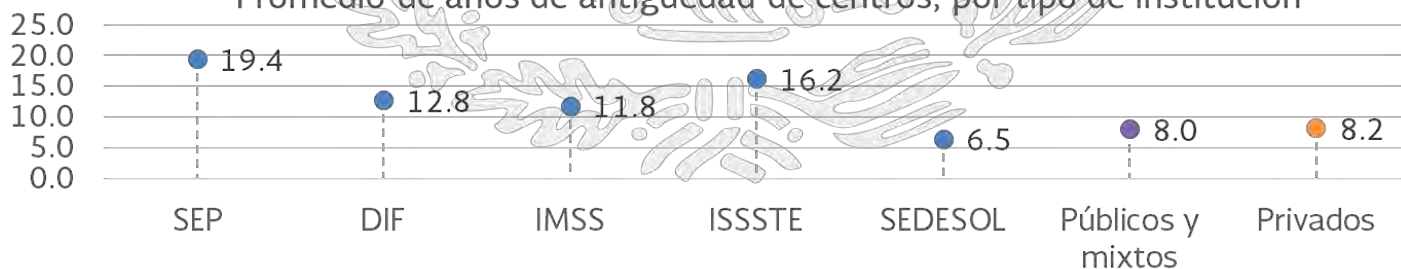 Promedio de años de antigüedad de centros, por tipo de institución
25.0
20.0
15.0
10.0
5.0
0.0
19.4
12.8
11.8
16.2
6.5
8.0
8.2
SEP
DIF
IMSS
ISSSTE
SEDESOL
Públicos y
mixtos
Privados